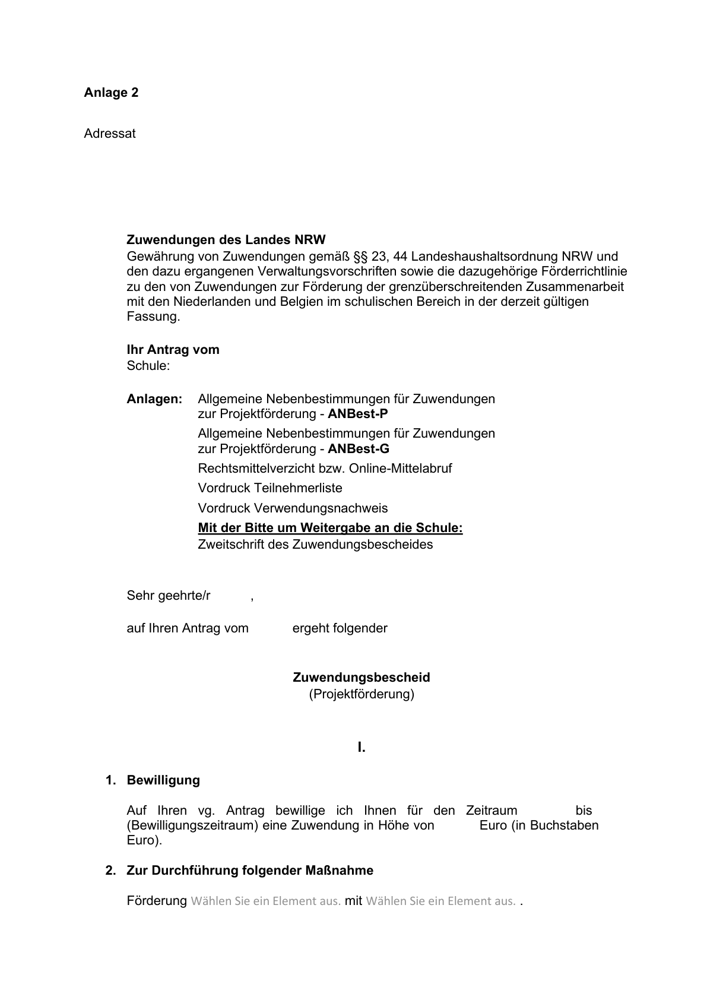 Anlage 2
Adressat
Zuwendungen des Landes NRW
Gewährung von Zuwendungen gemäß §§ 23, 44 Landeshaushaltsordnung NRW und
den dazu ergangenen Verwaltungsvorschriften sowie die dazugehörige Förderrichtlinie
zu den von Zuwendungen zur Förderung der grenzüberschreitenden Zusammenarbeit
mit den Niederlanden und Belgien im schulischen Bereich in der derzeit gültigen
Fassung.
Ihr Antrag vom
Schule:
Anlagen: Allgemeine Nebenbestimmungen für Zuwendungen
zur Projektförderung - ANBest-P
Allgemeine Nebenbestimmungen für Zuwendungen
zur Projektförderung - ANBest-G
Rechtsmittelverzicht bzw. Online-Mittelabruf
Vordruck Teilnehmerliste
Vordruck Verwendungsnachweis
Mit der Bitte um Weitergabe an die Schule:
Zweitschrift des Zuwendungsbescheides
Sehr geehrte/r ,
auf Ihren Antrag vom ergeht folgender
Zuwendungsbescheid
(Projektförderung)
I.
1. Bewilligung
Auf Ihren vg. Antrag bewillige ich Ihnen für den Zeitraum bis
(Bewilligungszeitraum) eine Zuwendung in Höhe von Euro (in Buchstaben
Euro).
2. Zur Durchführung folgender Maßnahme
Förderung Wählen Sie ein Element aus. mit Wählen Sie ein Element aus. .